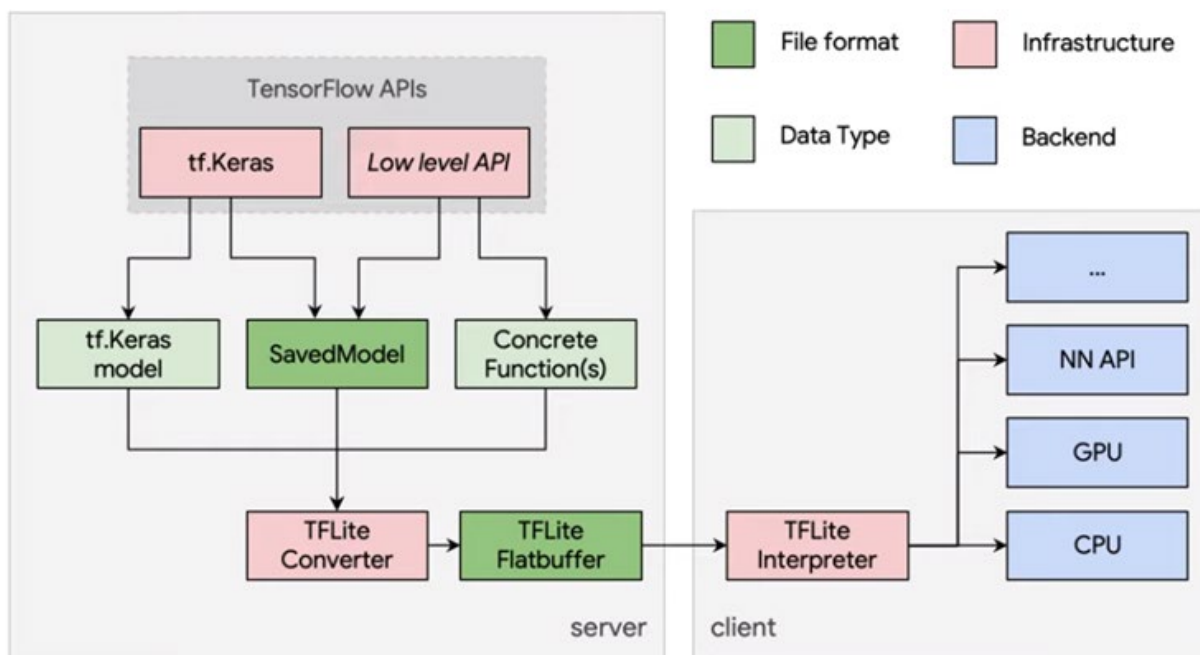 File format
Infrastructure
TensorFlow APIs
Data Type
Backend
tf.Keras
Low level API
...
tf.Keras
model
SavedModel
Concrete
Function(s)
NN API
GPU
TFLite
Converter
TFLite
Flatbuffer
TFLite
Interpreter
CPU
server
client